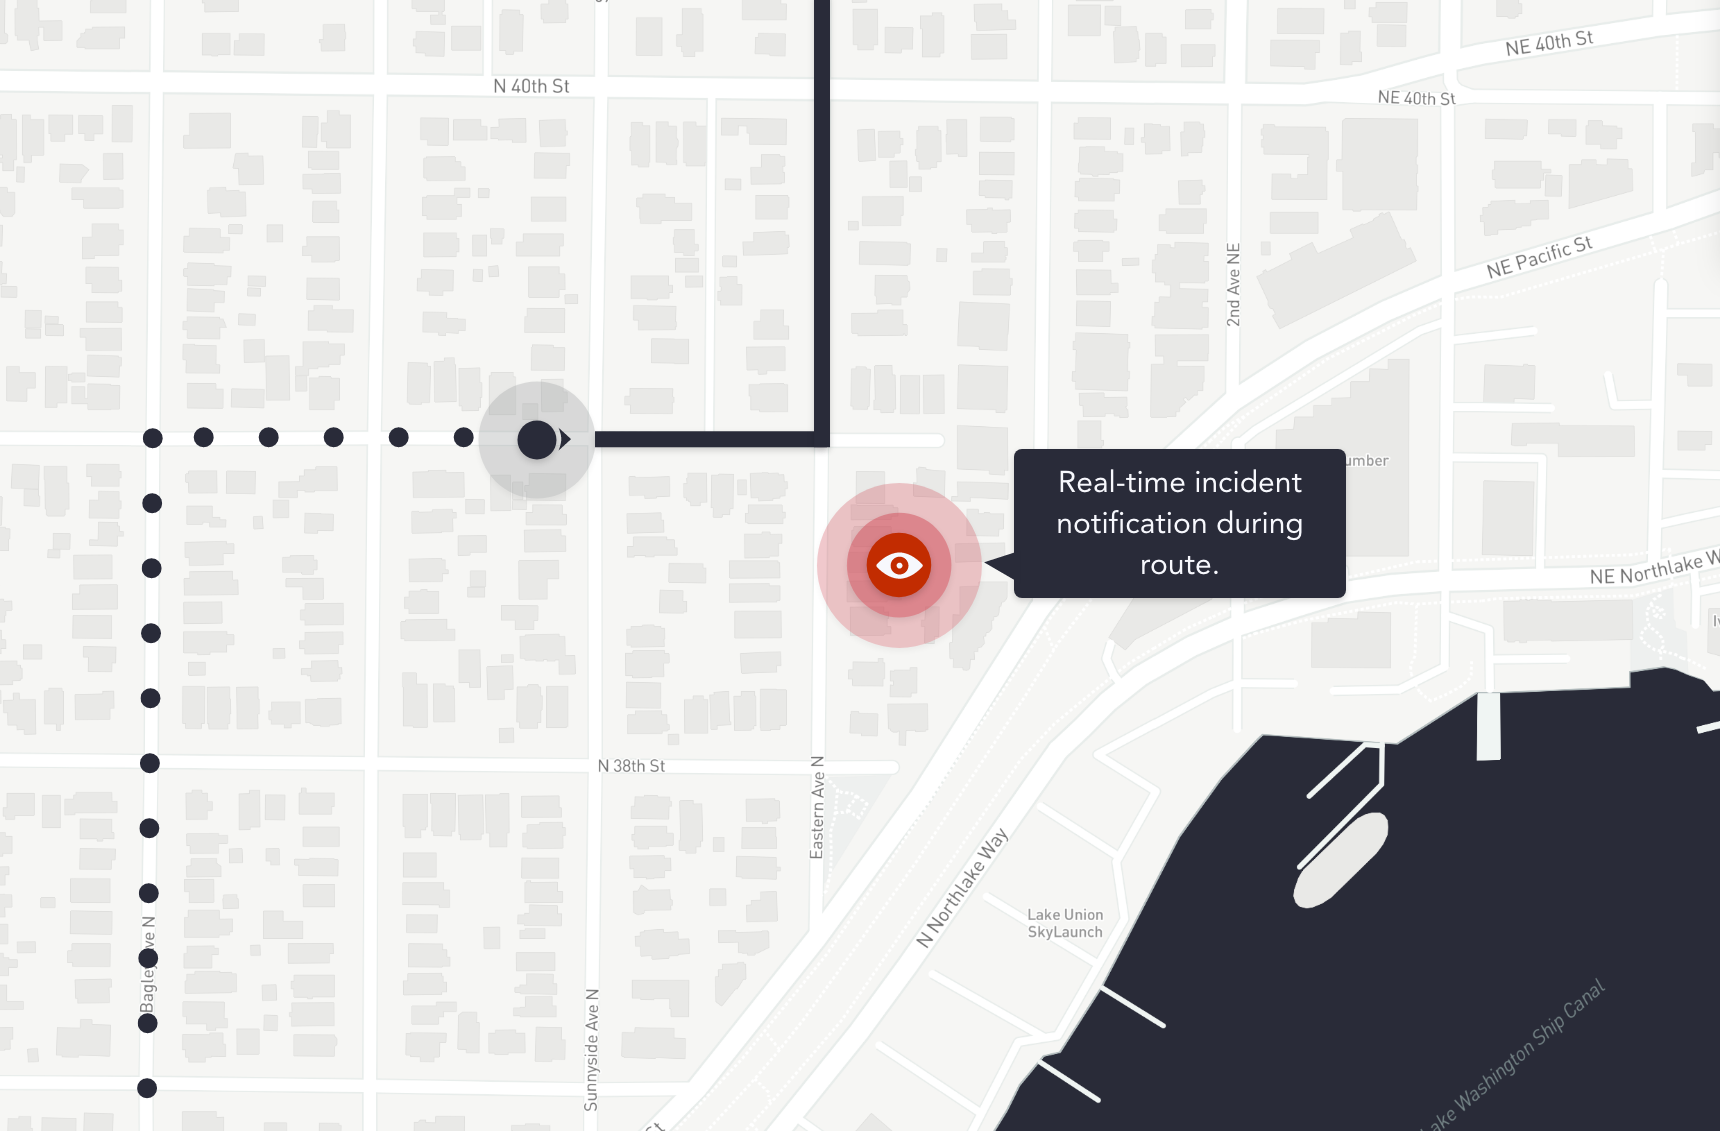 NE 40th St
N 40th St
NE 40th St
NE Pacific St
2nd Ave NE
Real-time incident
notification during
route.
NE Northlake W
N 38th St
Eastern Ave N
N Northlake Way
Lake Union
SkyLaunch
Sunnyside Ave N
Lake Washington Ship Canal
St